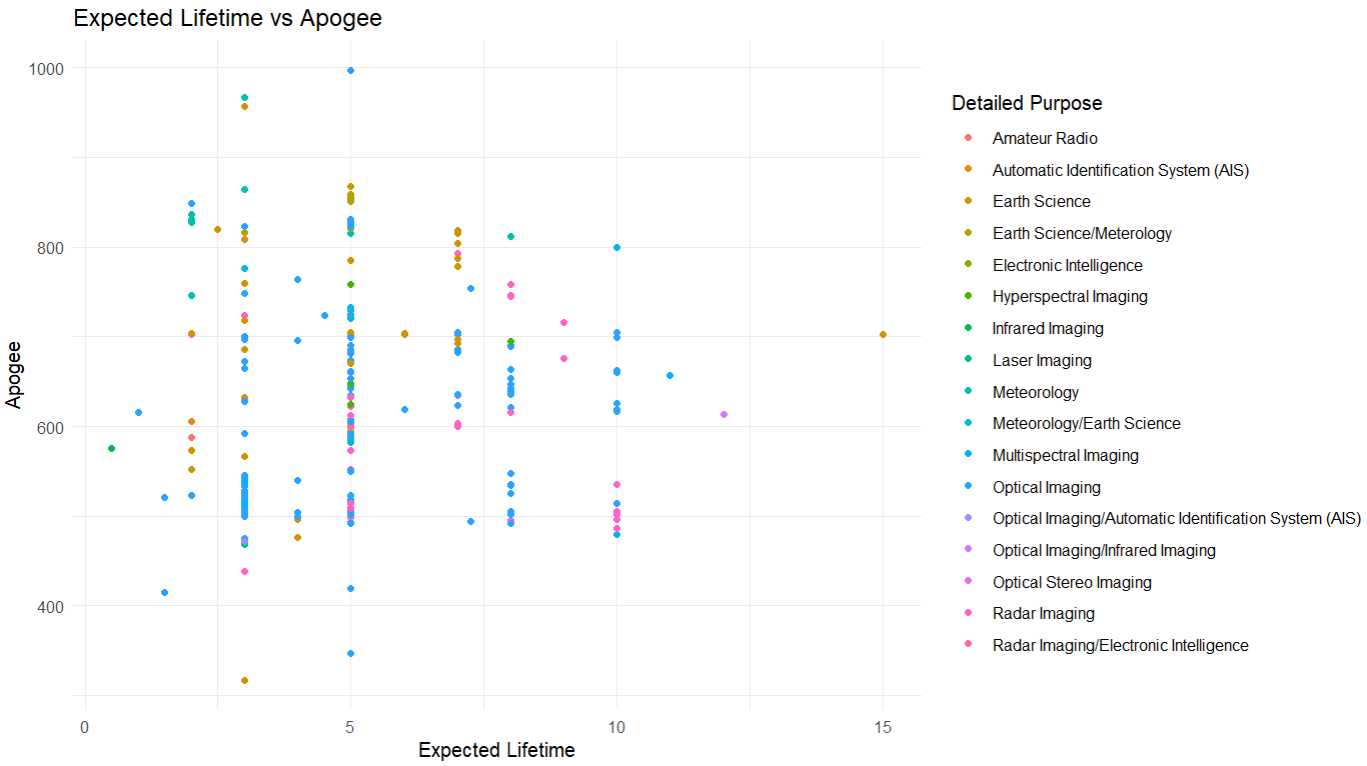 Expected Lifetime vs Apogee
1000
800
600
400
Apogee
0
5
10
15
Expected Lifetime
Detailed Purpose
Amateur Radio
Automatic Identification System (AIS)
Earth Science
Earth Science/Meterology
Electronic Intelligence
Hyperspectral Imaging
Infrared Imaging
Laser Imaging
Meteorology
Meteorology/Earth Science
Multispectral Imaging
Optical Imaging
Optical Imaging/Automatic Identification System (AIS)
Optical Imaging/Infrared Imaging
Optical Stereo Imaging
Radar Imaging
Radar Imaging/Electronic Intelligence